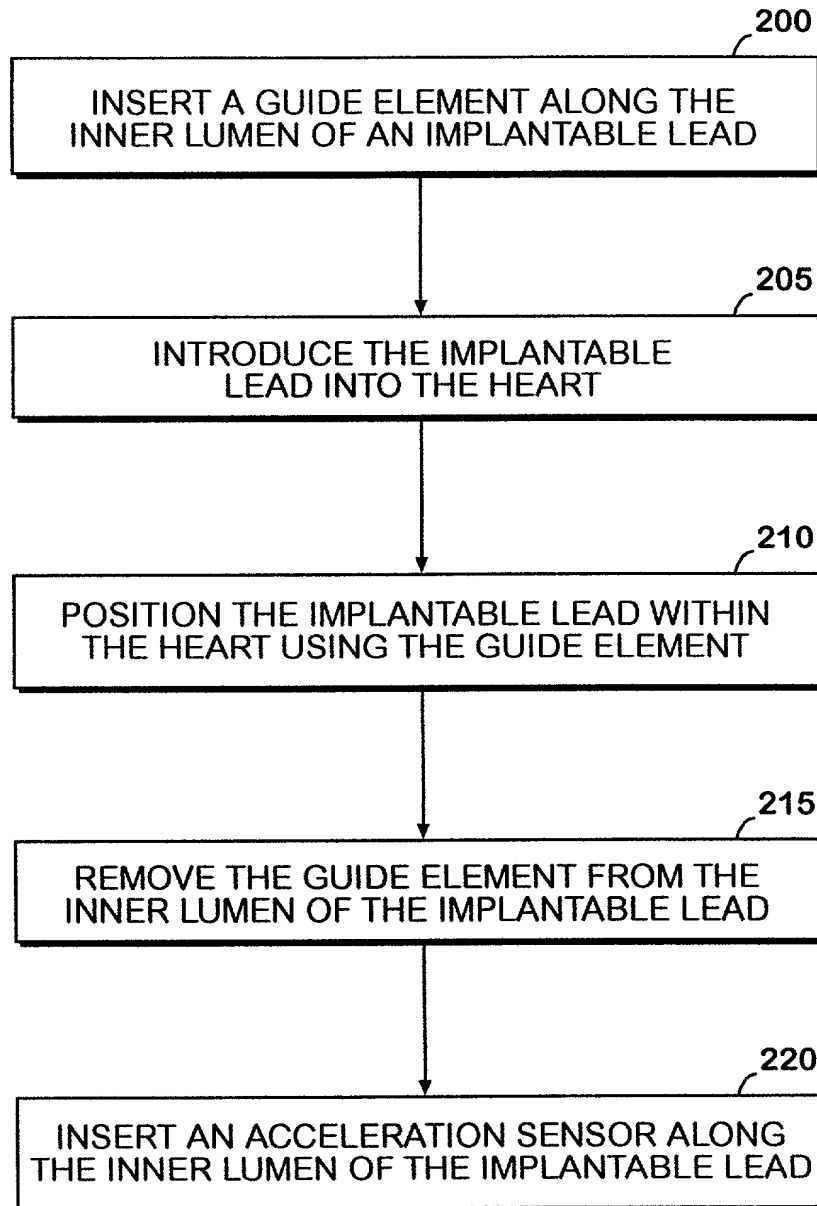 200
INSERT A GUIDE ELEMENT ALONG THE
INNER LUMEN OF AN IMPLANTABLE LEAD
205
INTRODUCE THE IMPLANTABLE
LEAD INTO THE HEART
210
POSITION THE IMPLANTABLE LEAD WITHIN
THE HEART USING THE GUIDE ELEMENT
215
REMOVE THE GUIDE ELEMENT FROM THE
INNER LUMEN OF THE IMPLANTABLE LEAD
220
INSERT AN ACCELERATION SENSOR ALONG
THE INNER LUMEN OF THE IMPLANTABLE LEAD